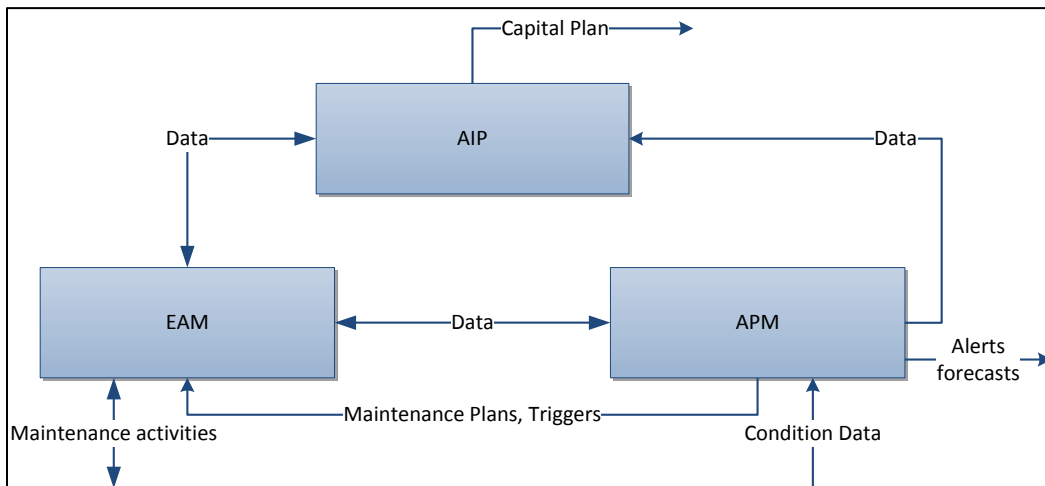 Capital Plan
Data
AIP
Data
EAM
Data
APM
Alerts
forecasts
Maintenance Plans, Triggers
Maintenance activities
Condition Data